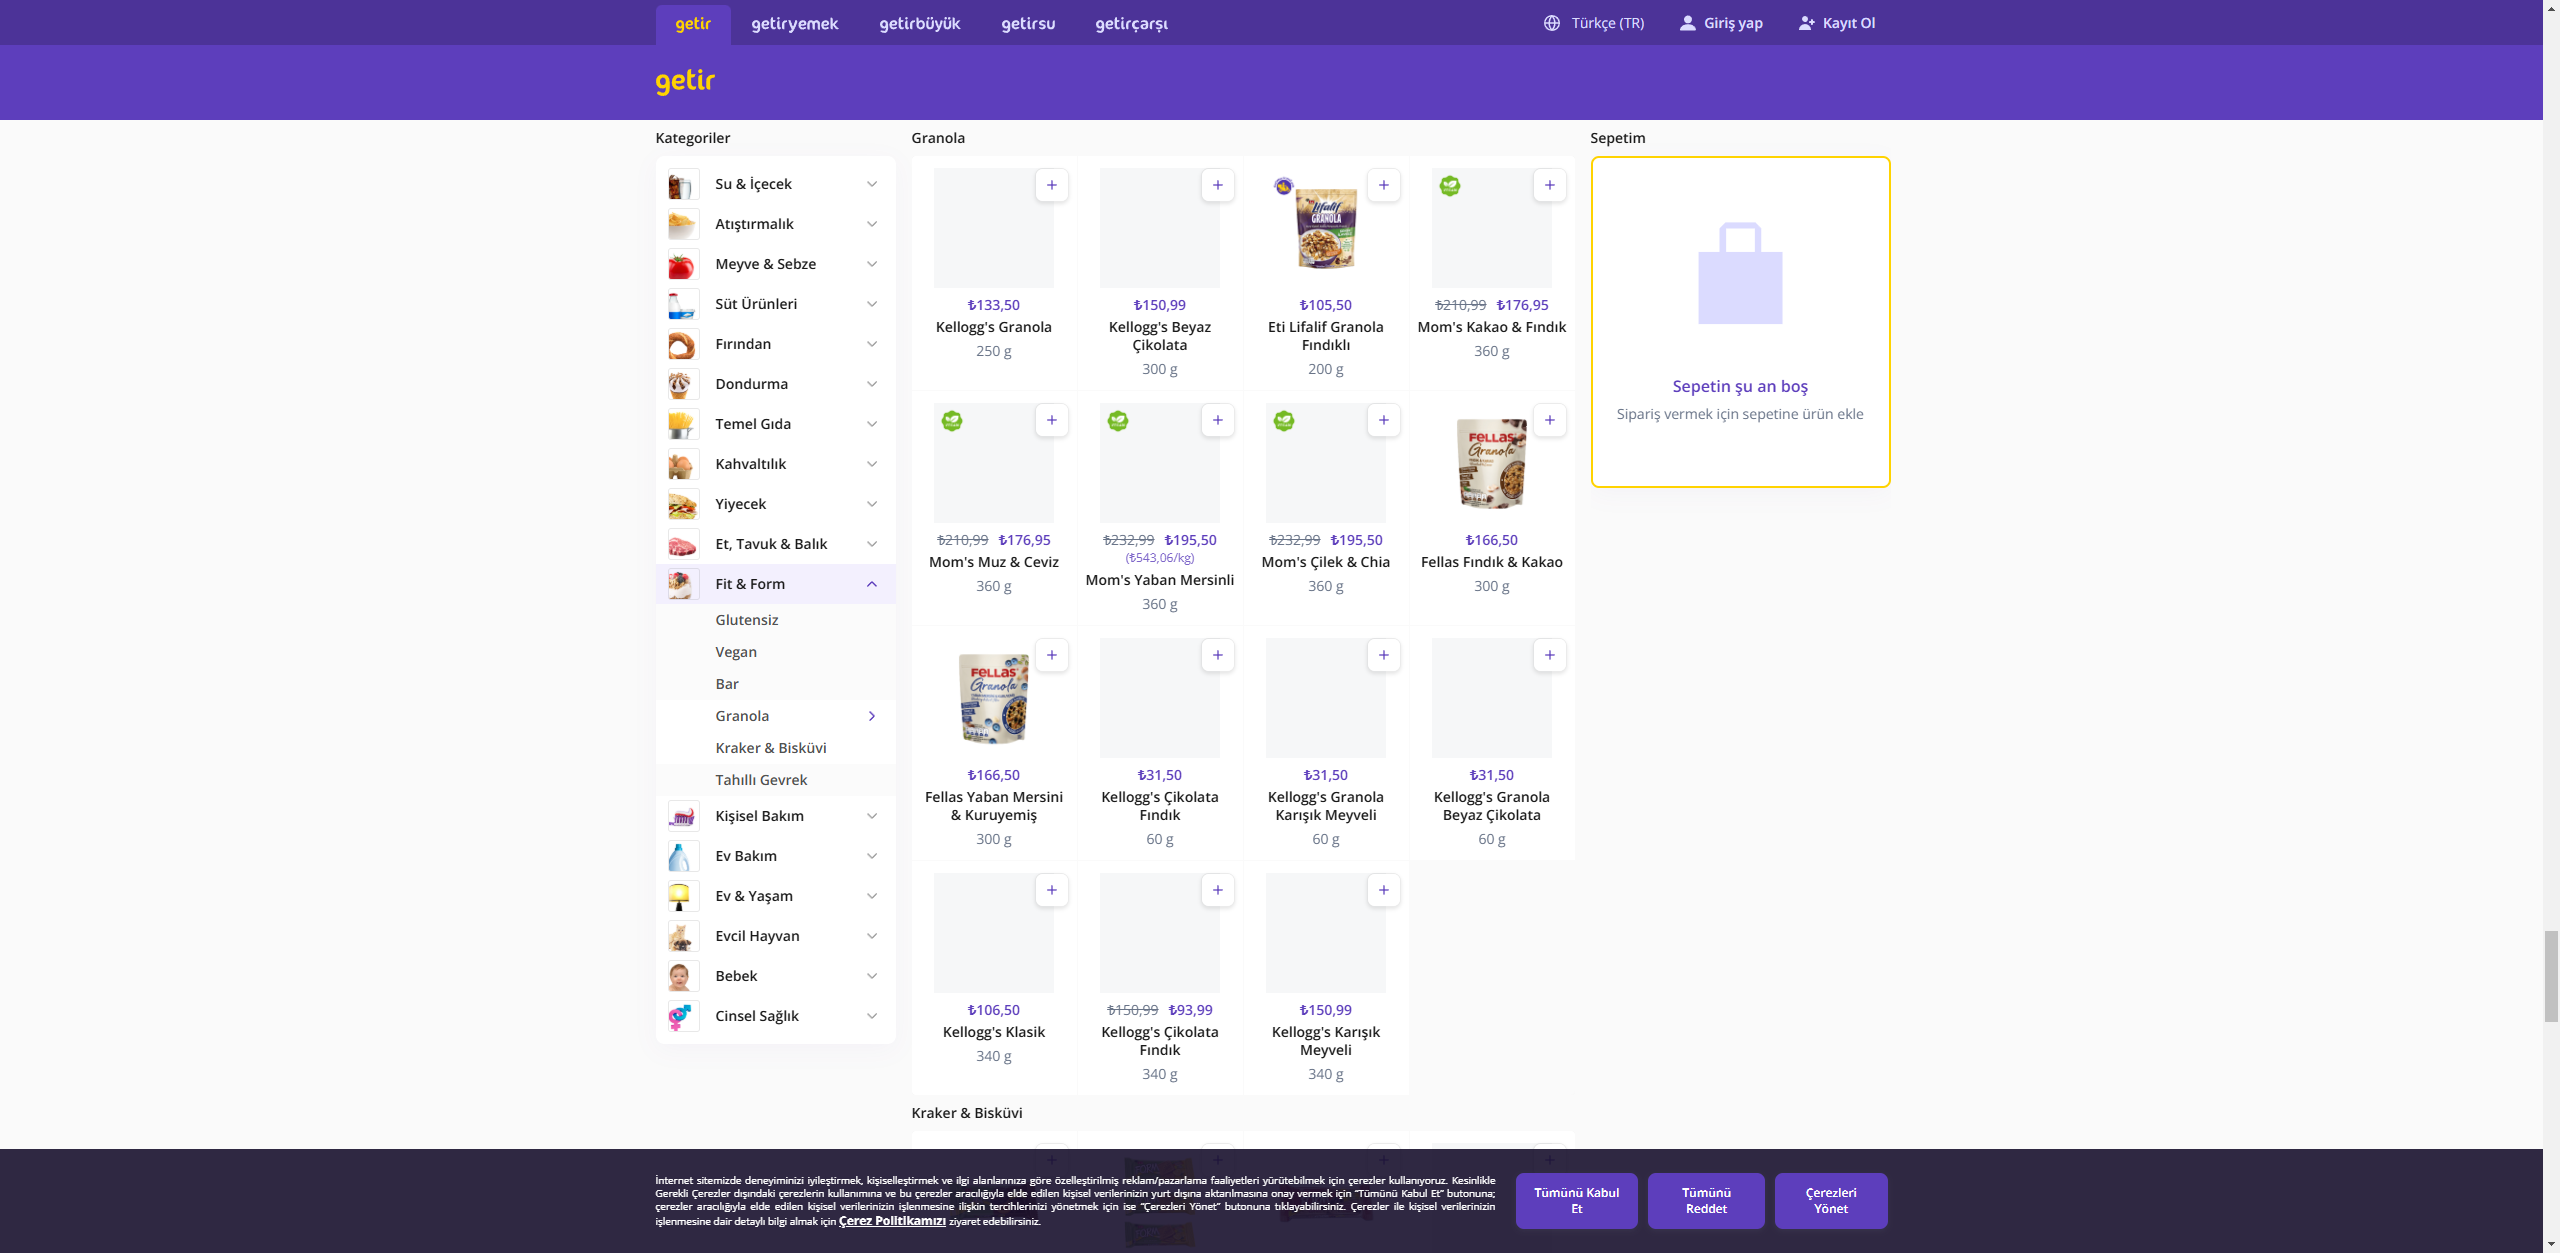 getir
getiryemek
getirbüyük
getirsu
getirçarşı
Türkçe (TR)
Giriş yap
Kayıt Ol
getir
Kategoriler
Su & İçecek
Atıştırmalık
Meyve & Sebze
Süt Ürünleri
Fırından
Dondurma
Temel Gıda
Kahvaltılık
Yiyecek
Et, Tavuk & Balık
Fit & Form
Glutensiz
Vegan
Bar
Granola
Kraker & Bisküvi
Tahıllı Gevrek
Kişisel Bakım
Ev Bakım
Ev & Yaşam
Evcil Hayvan
Bebek
Cinsel Sağlık
Granola
₺133,50
Kellogg's Granola
250 g
₺150,99
Kellogg's Beyaz
Çikolata
300 g
Lifalif
GRANOLA
₺105,50
Eti Lifalif Granola
Fındıklı
200 g
₺210,99 ₺176,95
Mom's Kakao & Fındık
360 g
₺210,99 ₺176,95
Mom's Muz & Ceviz
360 g
₺232,99 ₺195,50
(₺543,06/kg)
Mom's Yaban Mersinli
360 g
₺232,99 ₺195,50
Mom's Çilek & Chia
360 g
FELLAS
Granola
₺166,50
Fellas Fındık & Kakao
300 g
FELLAS
Granola
₺166,50
Fellas Yaban Mersini
& Kuruyemiş
300 g
₺31,50
Kellogg's Çikolata
Fındık
60 g
₺31,50
Kellogg's Granola
Karışık Meyveli
60 g
₺31,50
Kellogg's Granola
Beyaz Çikolata
60 g
₺106,50
Kellogg's Klasik
340 g
₺150,99 ₺93,99
Kellogg's Çikolata
Fındık
340 g
₺150,99
Kellogg's Karışık
Meyveli
340 g
Kraker & Bisküvi
Sepetim
Sepetin şu an boş
Sipariş vermek için sepetine ürün ekle
İnternet sitemizde deneyiminizi iyileştirmek, kişiselleştirmek ve ilgi alanlarınıza göre özelleştirilmiş reklam/pazarlama faaliyetleri yürütebilmek için çerezler kullanıyoruz. Kesinlikle
Gerekli Çerezler dışındaki çerezlerin kullanımına ve bu çerezler aracılığıyla elde edilen kişisel verilerinizin yurt dışına aktarılmasına onay vermek için “Tümünü Kabul Et” butonuna;
çerezler aracılığıyla elde edilen kişisel verilerinizin işlenmesine ilişkin tercihlerinizi yönetmek için ise “Çerezleri Yönet” butonuna tıklayabilirsiniz. Çerezler ile kişisel verilerinizin
işlenmesine dair detaylı bilgi almak için Çerez Politikamızı ziyaret edebilirsiniz.
Tümünü Kabul
Et
Tümünü
Reddet
Çerezleri
Yönet